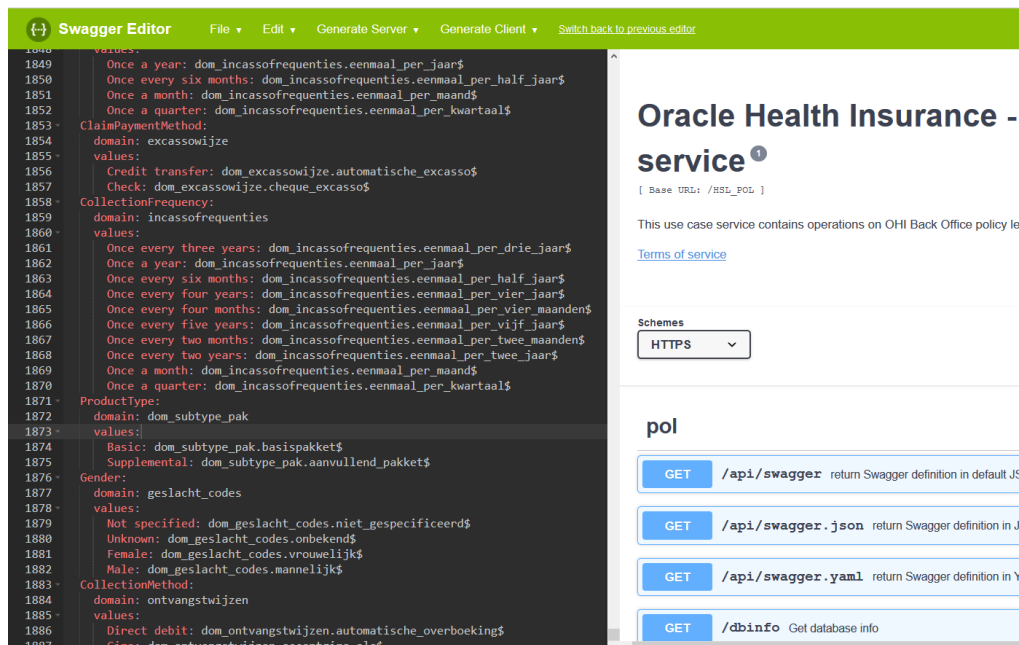 Swagger Editor File Edit Generate Server Generate Client Switch back to previous editor
1848 values:
1849 Once a year: dom_incassofrequenties.eenmaal_per_jaar$
1850 Once every six months: dom_incassofrequenties.eenmaal_per_half_jaar$
1851 Once a month: dom_incassofrequenties.eenmaal_per_maand$
1852 Once a quarter: dom_incassofrequenties.eenmaal_per_kwartaal$
1853 ClaimPaymentMethod:
1854 domain: excassowijze
1855 values:
1856 Credit transfer: dom_excassowijze.automatische_excasso$
1857 Check: dom_excassowijze.cheque_excasso$
1858 CollectionFrequency:
1859 domain: incassofrequenties
1860 values:
1861 Once every three years: dom_incassofrequenties.eenmaal_per_drie_jaar$
1862 Once a year: dom_incassofrequenties.eenmaal_per_jaar$
1863 Once every six months: dom_incassofrequenties.eenmaal_per_half_jaar$
1864 Once every four years: dom_incassofrequenties.eenmaal_per_vier_jaar$
1865 Once every four months: dom_incassofrequenties.eenmaal_per_vier_maanden$
1866 Once every five years: dom_incassofrequenties.eenmaal_per_vijf_jaar$
1867 Once every two months: dom_incassofrequenties.eenmaal_per_twee_maanden$
1868 Once every two years: dom_incassofrequenties.eenmaal_per_twee_jaar$
1869 Once a month: dom_incassofrequenties.eenmaal_per_maand$
1870 Once a quarter: dom_incassofrequenties.eenmaal_per_kwartaal$
1871 ProductType:
1872 domain: dom_subtype_pak
1873 values:
1874 Basic: dom_subtype_pak.basispakket$
1875 Supplemental: dom_subtype_pak.aanvullend_pakket$
1876 Gender:
1877 domain: geslacht_codes
1878 values:
1879 Not specified: dom_geslacht_codes.niet_gespecificeerd$
1880 Unknown: dom_geslacht_codes.onbekend$
1881 Female: dom_geslacht_codes.vrouwelijk$
1882 Male: dom_geslacht_codes.mannelijk$
1883 CollectionMethod:
1884 domain: ontvangstwijzen
1885 values:
1886 Direct debit: dom_ontvangstwijzen.automatische_overboeking$
1887
Oracle Health Insurance -
service 1
[ Base URL: /HSL_POL ]
This use case service contains operations on OHI Back Office policy le
Terms of service
Schemes
HTTPS
pol
GET /api/swagger return Swagger definition in default JS
GET /api/swagger.json return Swagger definition in J
GET /api/swagger.yaml return Swagger definition in Y
GET /dbinfo Get database info